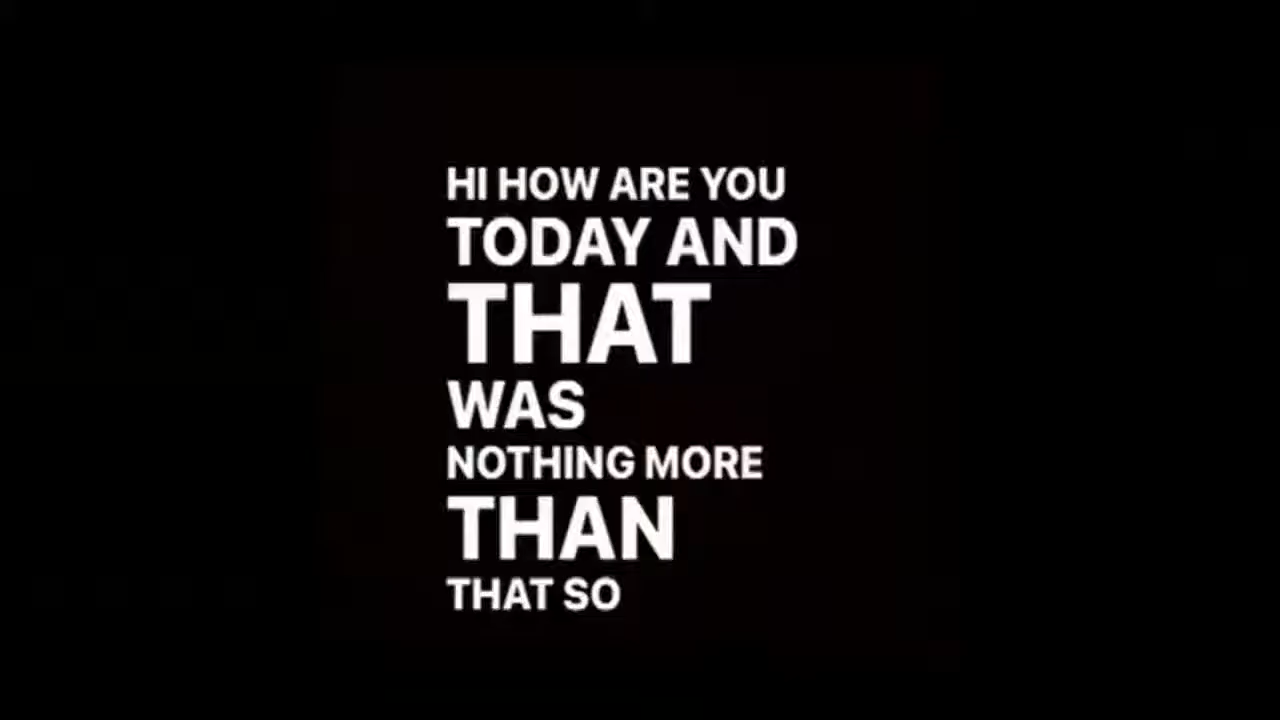 HI HOW ARE YOU
TODAY AND
THAT
WAS
NOTHING MORE
THAN
THAT SO